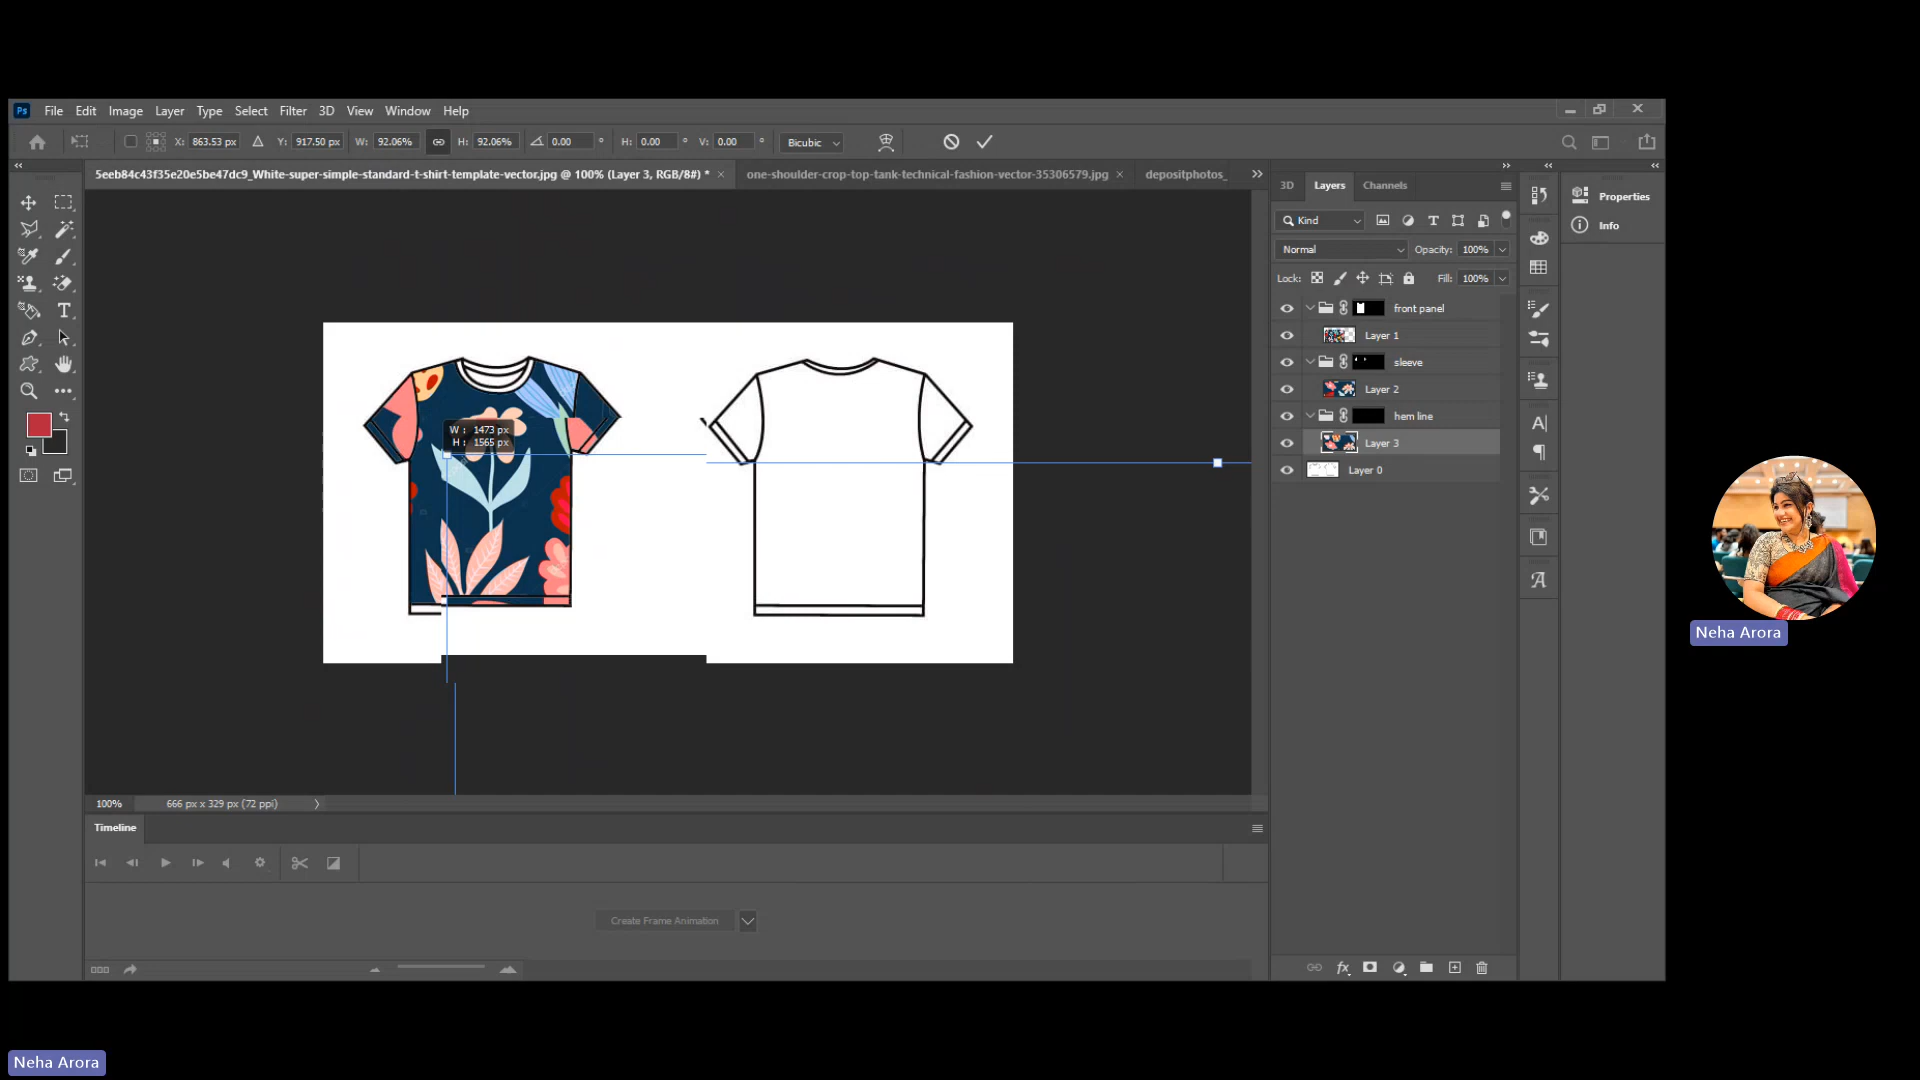 Ps File Edit Image Layer Type Select Filter 3D View Window Help
X: 863.53 px Y: 917.50 px W: 92.06% H: 92.06% 0.00 ° H: 0.00 ° V: 0.00 ° Bicubic
5eeb84c43f35e20e5be47dc9_White-super-simple-standard-t-shirt-template-vector.jpg @ 100% (Layer 3, RGB/8#) * × one-shoulder-crop-top-tank-technical-fashion-vector-35306579.jpg × depositphotos_
3D Layers Channels
Properties
Kind
Info
Normal Opacity: 100%
Lock: Fill: 100%
front panel
Layer 1
sleeve
Layer 2
hem line
Layer 3
Layer 0
W : 1473 px
H : 1565 px
100% 666 px x 329 px (72 ppi)
Timeline
Create Frame Animation
Neha Arora
Neha Arora